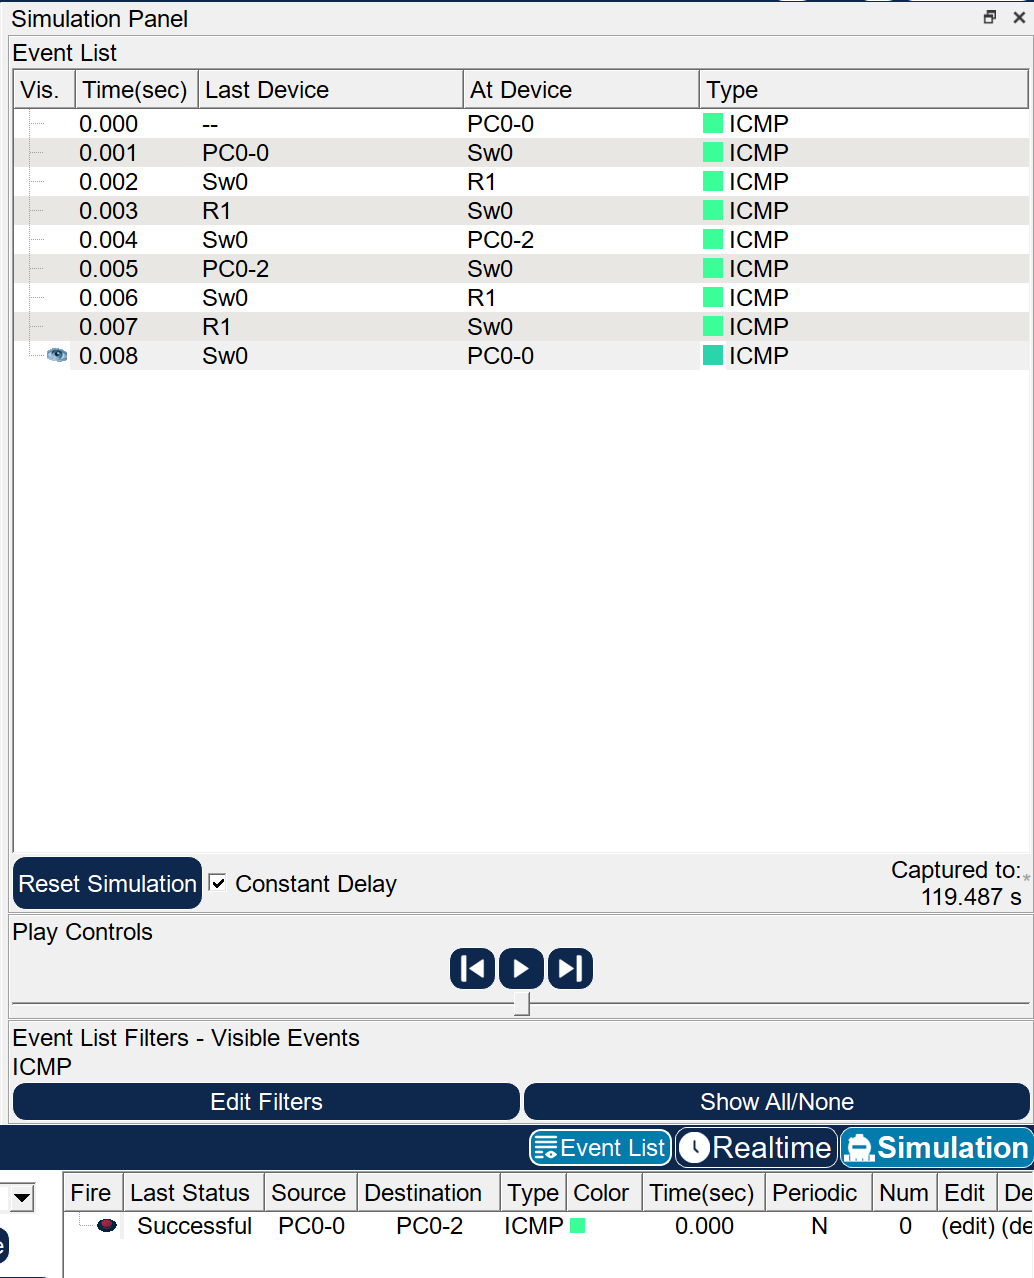 Simulation Panel
Event List
Vis. Time(sec) Last Device At Device Type
0.000 -- PC0-0 ICMP
0.001 PC0-0 Sw0 ICMP
0.002 Sw0 R1 ICMP
0.003 R1 Sw0 ICMP
0.004 Sw0 PC0-2 ICMP
0.005 PC0-2 Sw0 ICMP
0.006 Sw0 R1 ICMP
0.007 R1 Sw0 ICMP
0.008 Sw0 PC0-0 ICMP
Reset Simulation Constant Delay Captured to:*
119.487 s
Play Controls
Event List Filters - Visible Events
ICMP
Edit Filters Show All/None
Event List Realtime Simulation
Fire Last Status Source Destination Type Color Time(sec) Periodic Num Edit De
Successful PC0-0 PC0-2 ICMP 0.000 N 0 (edit) (de